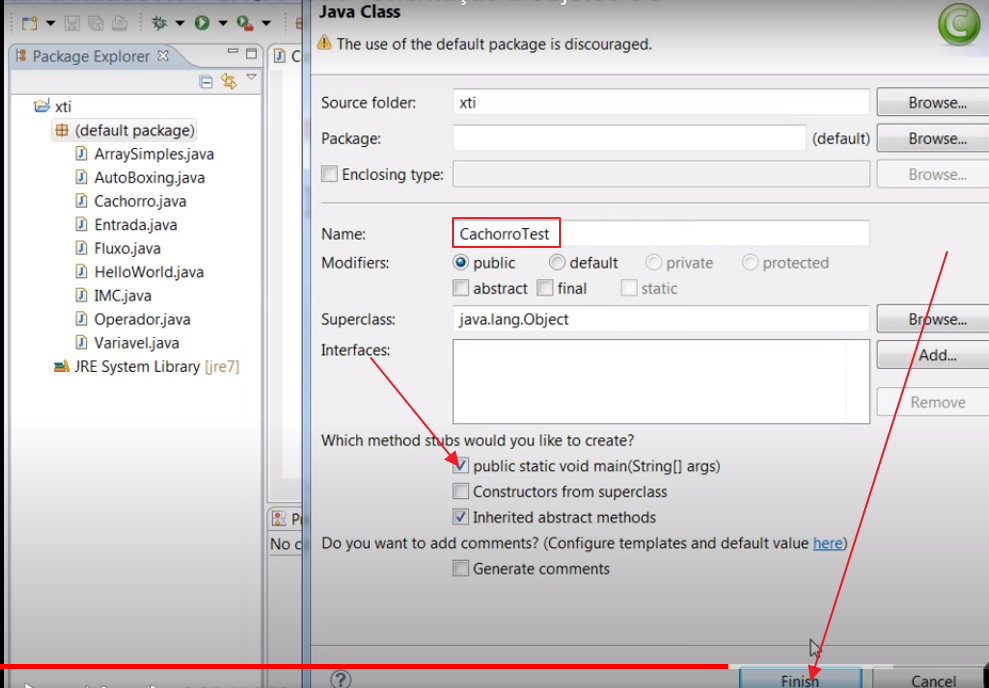 Java Class
The use of the default package is discouraged.
Package Explorer
xti
(default package)
ArraySimples.java
AutoBoxing.java
Cachorro.java
Entrada.java
Fluxo.java
HelloWorld.java
IMC.java
Operador.java
Variavel.java
JRE System Library [jre7]
Source folder: xti Browse...
Package: (default) Browse...
Enclosing type: Browse...
Name: CachorroTest
Modifiers: public default private protected
abstract final static
Superclass: java.lang.Object Browse...
Interfaces: Add...
Remove
Which method stubs would you like to create?
public static void main(String[] args)
Constructors from superclass
Inherited abstract methods
Do you want to add comments? (Configure templates and default value here)
Generate comments
Finish Cancel